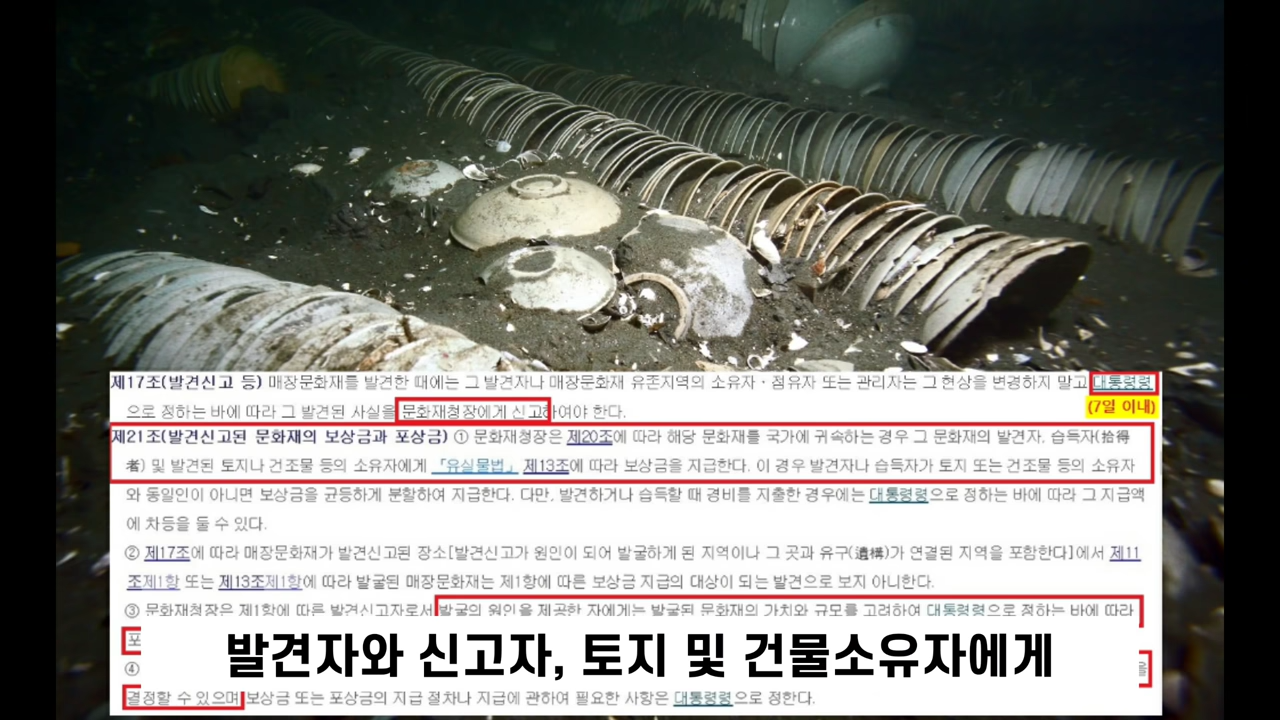 제17조(발견신고 등) 매장문화재를 발견한 때에는 그 발견자나 매장문화재 유존지역의 소유자·점유자 또는 관리자는 그 현상을 변경하지 말고 대통령령
으로 정하는 바에 따라 그 발견된 사실을 문화재청장에게 신고하여야 한다.
(7일 이내)
제21조(발견신고된 문화재의 보상금과 포상금) ① 문화재청장은 제20조에 따라 해당 문화재를 국가에 귀속하는 경우 그 문화재의 발견자, 습득자(拾得
者) 및 발견된 토지나 건조물 등의 소유자에게 「유실물법」 제13조에 따라 보상금을 지급한다. 이 경우 발견자나 습득자가 토지 또는 건조물 등의 소유자
와 동일인이 아니면 보상금을 균등하게 분할하여 지급한다. 다만, 발견하거나 습득할 때 경비를 지출한 경우에는 대통령령으로 정하는 바에 따라 그 지급액
에 차등을 둘 수 있다.
② 제17조에 따라 매장문화재가 발견신고된 장소[발견신고가 원인이 되어 발굴하게 된 지역이나 그 곳과 유구(遺構)가 연결된 지역을 포함한다]에서 제11
조제1항 또는 제13조제1항에 따라 발굴된 매장문화재는 제1항에 따른 보상금 지급의 대상이 되는 발견으로 보지 아니한다.
③ 문화재청장은 제1항에 따른 발견신고자로서 발굴의 원인을 제공한 자에게는 발굴된 문화재의 가치와 규모를 고려하여 대통령령으로 정하는 바에 따라
포
발견자와 신고자, 토지 및 건물소유자에게
④
결정할 수 있으며 보상금 또는 포상금의 지급 절차나 지급에 관하여 필요한 사항은 대통령령으로 정한다.